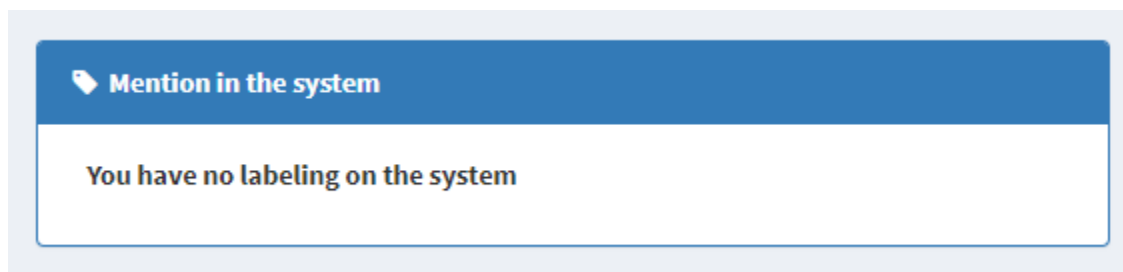 Mention in the system
You have no labeling on the system